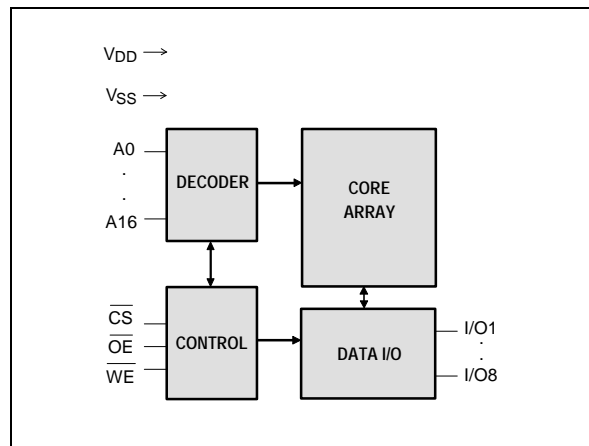 VDD
VSS
A0
.
.
A16
DECODER
CORE
ARRAY
CS
OE
WE
CONTROL
DATA I/O
I/O1
.
.
I/O8